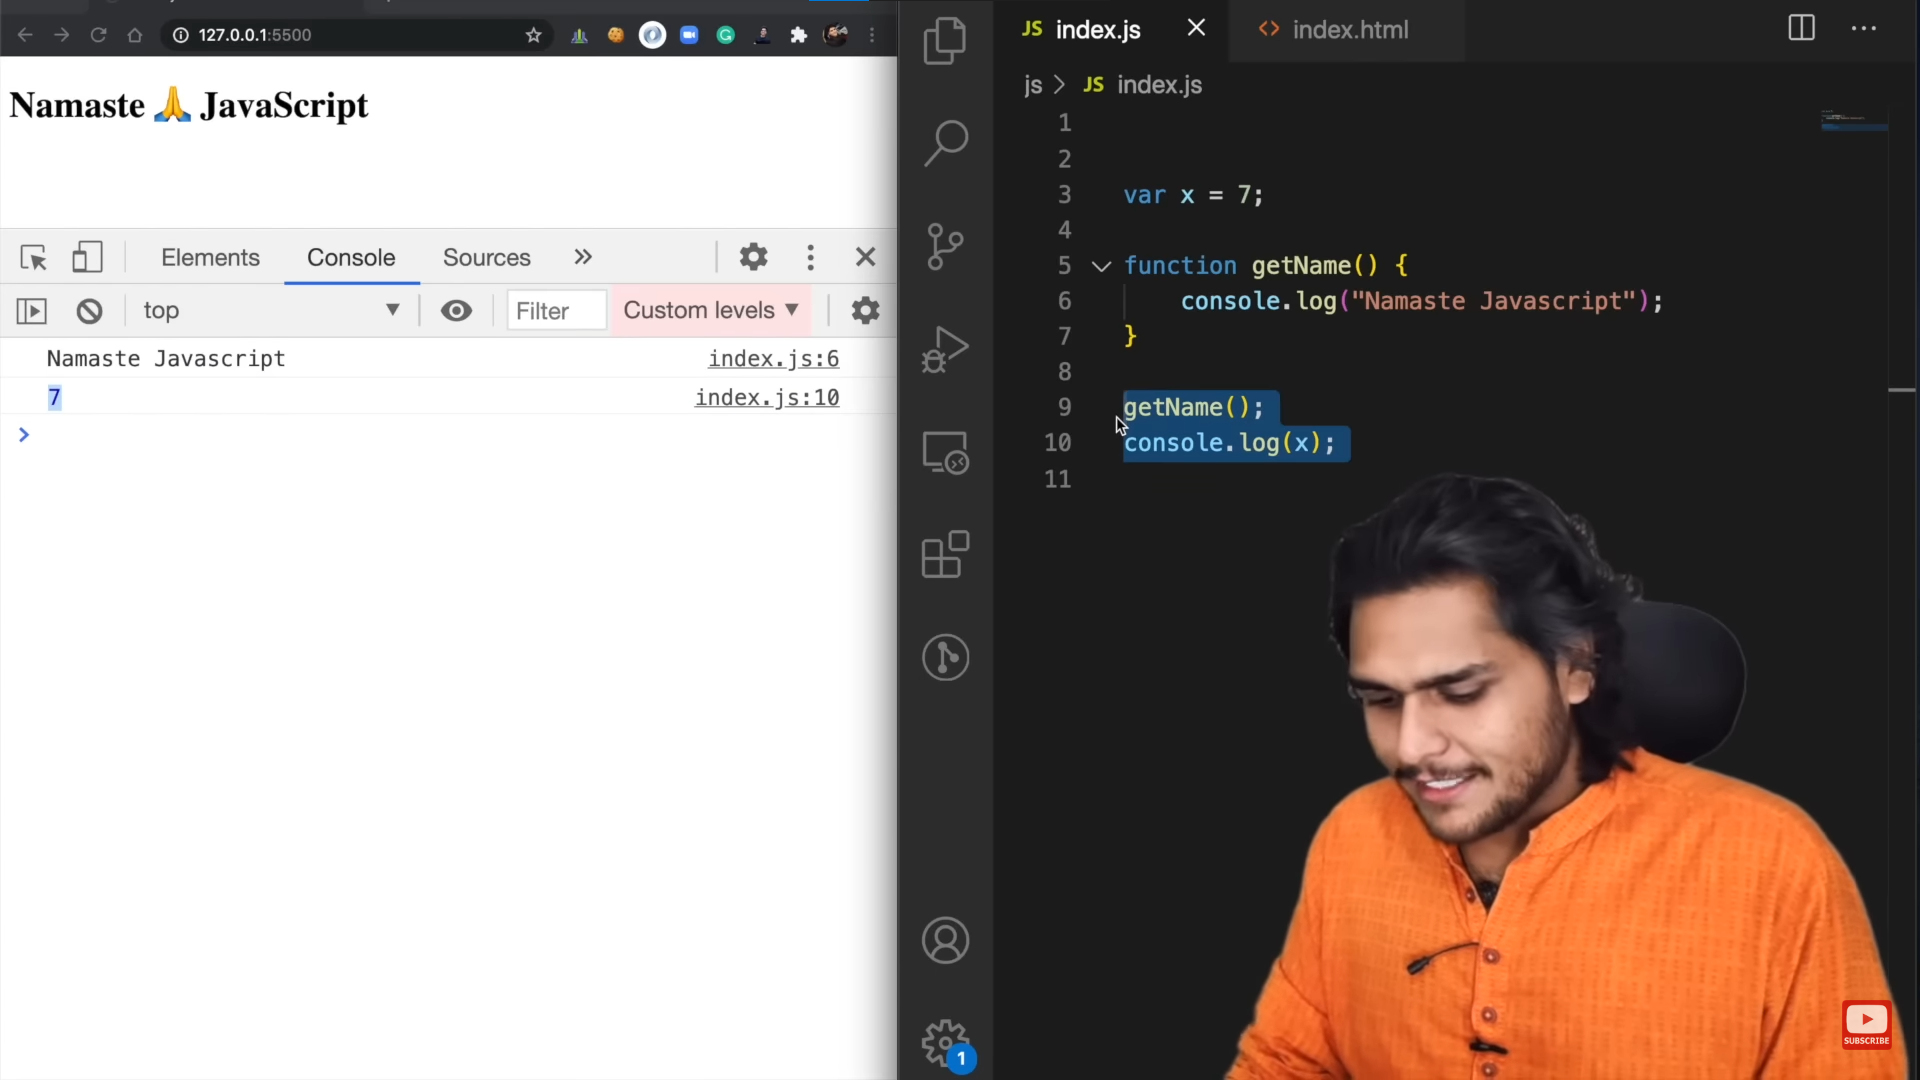 127.0.0.1:5500
Namaste 🙏 JavaScript
Elements Console Sources
top Filter Custom levels
Namaste Javascript index.js:6
7 index.js:10
JS index.js index.html
js > JS index.js
1
2
3 var x = 7;
4
5 function getName() {
6 console.log("Namaste Javascript");
7 }
8
9 getName();
10 console.log(x);
11
1
SUBSCRIBE